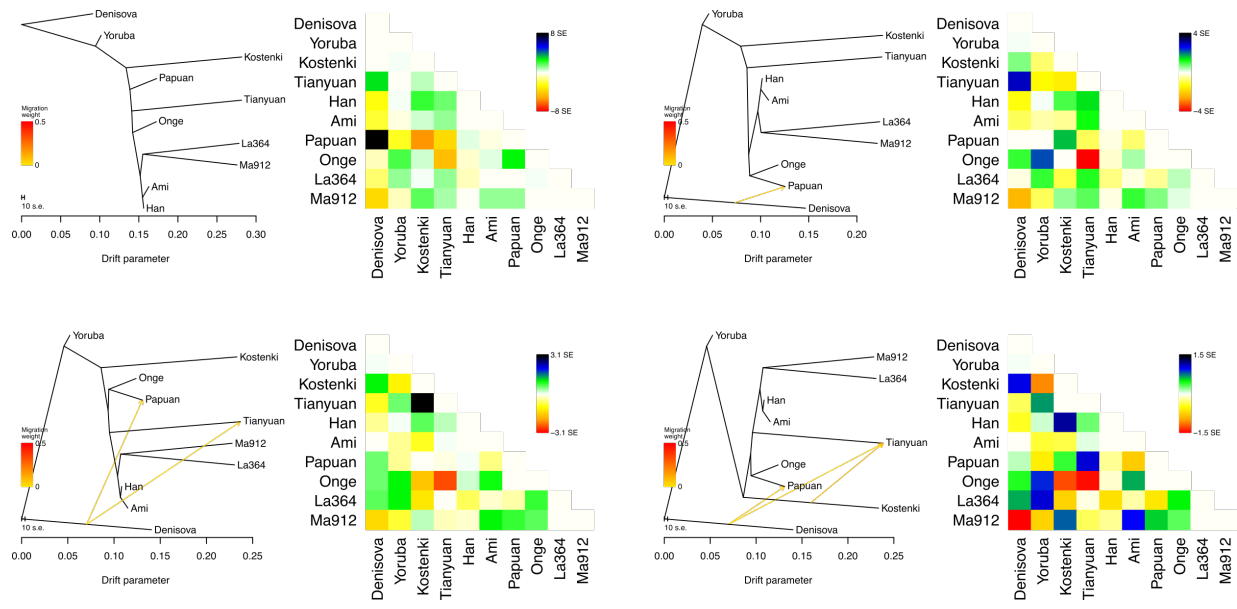 Denisova
Yoruba
Kostenki
Papuan
Tianyuan
Onge
La364
Ma912
Ami
Han
Migration
weight
0.5
0
10 s.e.
0.00 0.05 0.10 0.15 0.20 0.25 0.30
Drift parameter
Denisova
Yoruba
Kostenki
Tianyuan
Han
Ami
Papuan
Onge
La364
Ma912
8 SE
−8 SE
Denisova Yoruba Kostenki Tianyuan Han Ami Papuan Onge La364 Ma912
Yoruba
Kostenki
Tianyuan
Han
Ami
La364
Ma912
Onge
Papuan
Denisova
Migration
weight
0.5
0
10 s.e.
0.00 0.05 0.10 0.15 0.20
Drift parameter
Denisova
Yoruba
Kostenki
Tianyuan
Han
Ami
Papuan
Onge
La364
Ma912
4 SE
−4 SE
Denisova Yoruba Kostenki Tianyuan Han Ami Papuan Onge La364 Ma912
Yoruba
Kostenki
Onge
Papuan
Tianyuan
Ma912
La364
Han
Ami
Denisova
Migration
weight
0.5
0
10 s.e.
0.00 0.05 0.10 0.15 0.20 0.25
Drift parameter
Denisova
Yoruba
Kostenki
Tianyuan
Han
Ami
Papuan
Onge
La364
Ma912
3.1 SE
−3.1 SE
Denisova Yoruba Kostenki Tianyuan Han Ami Papuan Onge La364 Ma912
Yoruba
Ma912
La364
Han
Ami
Tianyuan
Onge
Papuan
Kostenki
Denisova
Migration
weight
0.5
0
10 s.e.
0.00 0.05 0.10 0.15 0.20 0.25
Drift parameter
Denisova
Yoruba
Kostenki
Tianyuan
Han
Ami
Papuan
Onge
La364
Ma912
1.5 SE
−1.5 SE
Denisova Yoruba Kostenki Tianyuan Han Ami Papuan Onge La364 Ma912